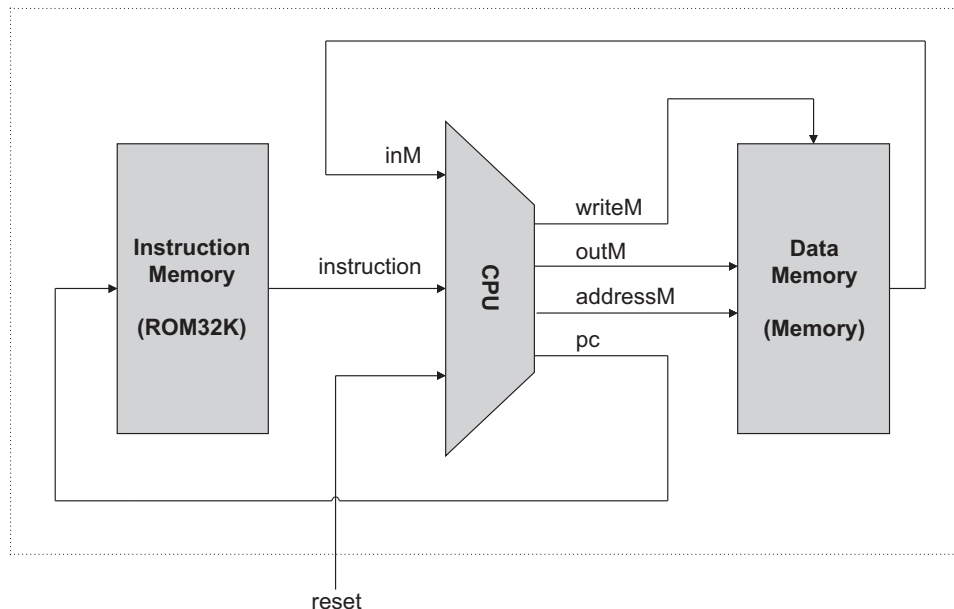 inM
writeM
Instruction
Memory
(ROM32K)
instruction
CPU
outM
addressM
pc
Data
Memory
(Memory)
reset